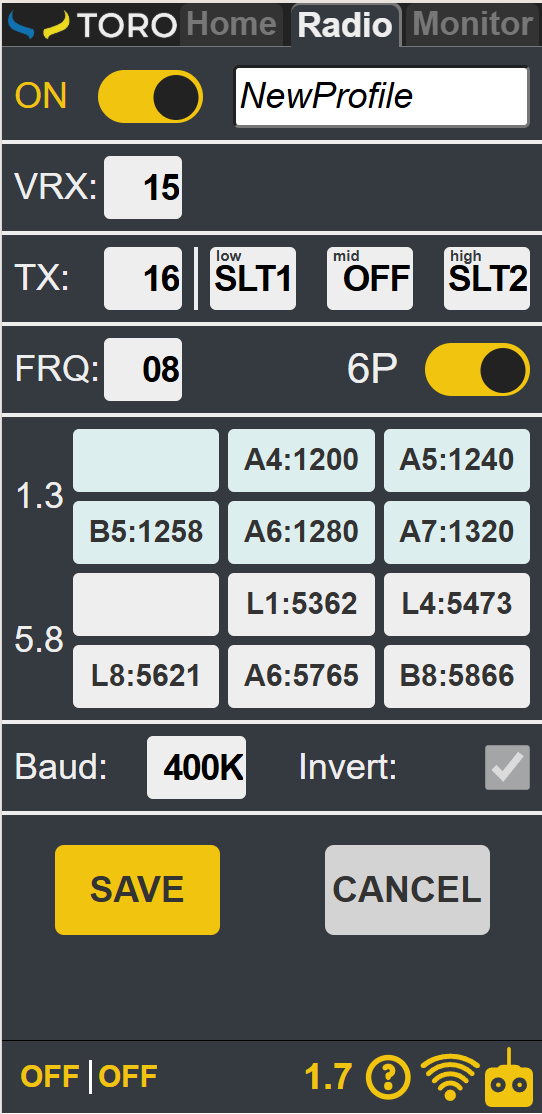 TORO Home Radio Monitor
ON NewProfile
VRX: 15
TX: 16 low SLT1 mid OFF high SLT2
FRQ: 08 6P
1.3
A4:1200 A5:1240
B5:1258 A6:1280 A7:1320
5.8
L1:5362 L4:5473
L8:5621 A6:5765 B8:5866
Baud: 400K Invert:
SAVE CANCEL
OFF OFF 1.7 ?